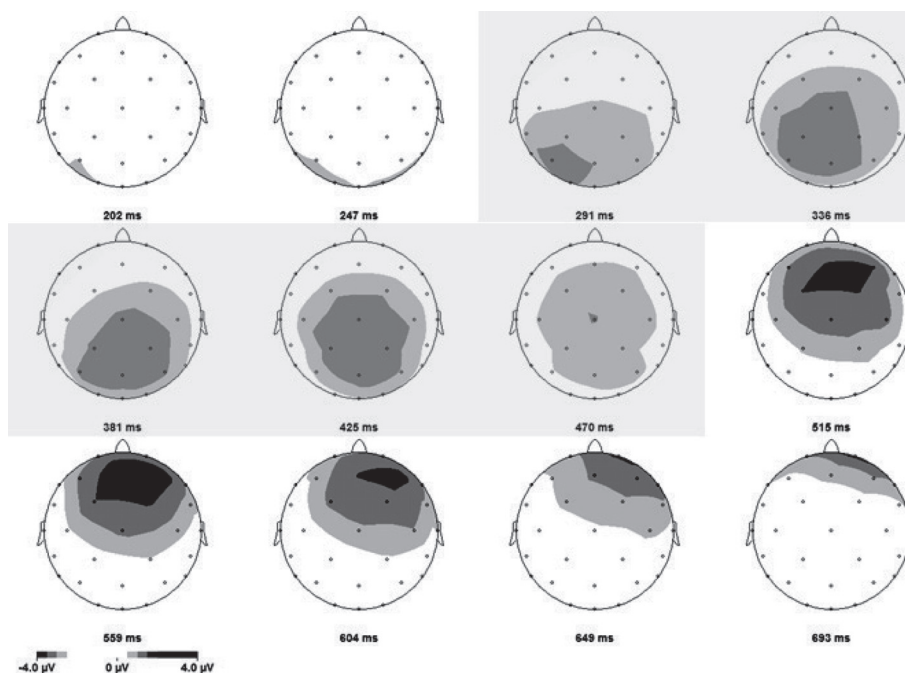 202 ms 247 ms 291 ms 336 ms
381 ms 425 ms 470 ms 515 ms
559 ms 604 ms 649 ms 693 ms
-4.0 µV 0 µV 4.0 µV